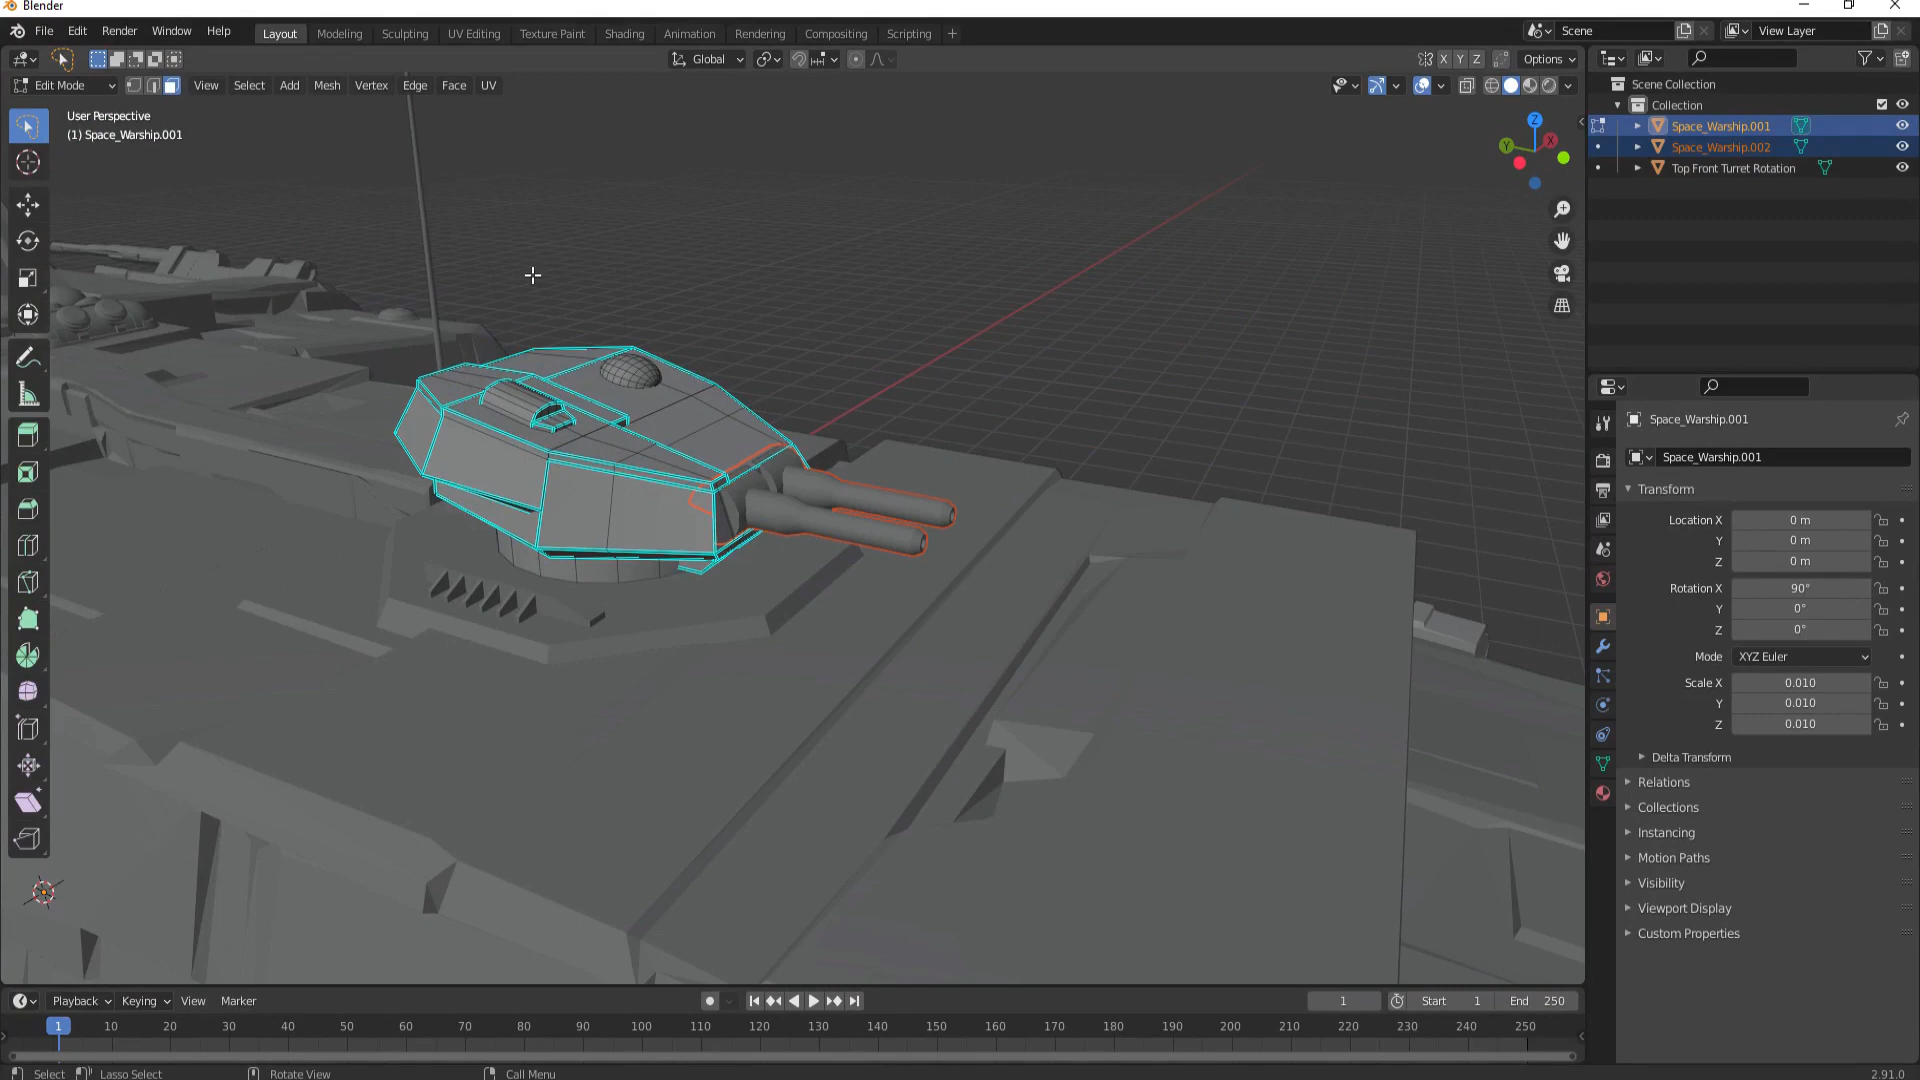 Blender
File Edit Render Window Help
Layout Modeling Sculpting UV Editing Texture Paint Shading Animation Rendering Compositing Scripting +
Scene
View Layer
Global
X Y Z
Options
Edit Mode
View Select Add Mesh Vertex Edge Face UV
User Perspective
(1) Space_Warship.001
Z
X
Y
Scene Collection
Collection
Space_Warship.001
Space_Warship.002
Top Front Turret Rotation
Space_Warship.001
Space_Warship.001
Transform
Location X 0 m
Y 0 m
Z 0 m
Rotation X 90°
Y 0°
Z 0°
Mode XYZ Euler
Scale X 0.010
Y 0.010
Z 0.010
Delta Transform
Relations
Collections
Instancing
Motion Paths
Visibility
Viewport Display
Custom Properties
Playback Keying View Marker
1
Start 1 End 250
1 10 20 30 40 50 60 70 80 90 100 110 120 130 140 150 160 170 180 190 200 210 220 230 240 250
Select Lasso Select Rotate View Call Menu 2.91.0